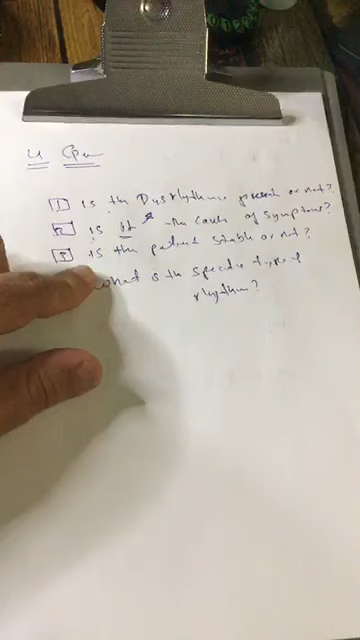 4 Ques
1 Is the Dysrhythmia present or not?
2 is it the cause of symptoms?
3 is the patient stable or not?
what is the specific type of
rhythm?